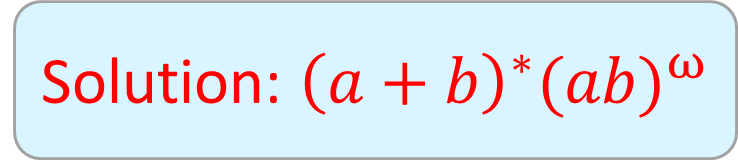 Solution: (a + b)*(ab)^ω